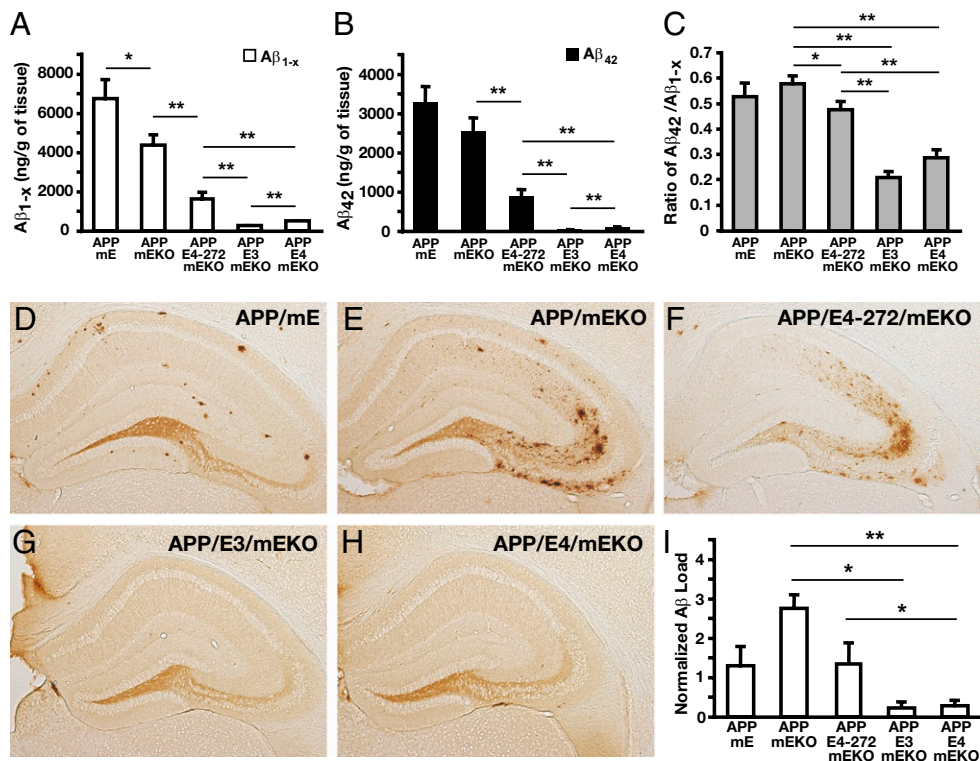 A
Aβ1-x (ng/g of tissue)
8000
6000
4000
2000
0
Aβ1-x
*
**
**
**
**
APP mE
APP mEKO
APP E4-272 mEKO
APP E3 mEKO
APP E4 mEKO
B
Aβ42 (ng/g of tissue)
4000
3000
2000
1000
0
Aβ42
**
**
**
**
APP mE
APP mEKO
APP E4-272 mEKO
APP E3 mEKO
APP E4 mEKO
C
Ratio of Aβ42/Aβ1-x
0.7
0.6
0.5
0.4
0.3
0.2
0.1
0
**
**
*
**
**
APP mE
APP mEKO
APP E4-272 mEKO
APP E3 mEKO
APP E4 mEKO
D
APP/mE
E
APP/mEKO
F
APP/E4-272/mEKO
G
APP/E3/mEKO
H
APP/E4/mEKO
I
Normalized Aβ Load
4
3
2
1
0
**
*
*
APP mE
APP mEKO
APP E4-272 mEKO
APP E3 mEKO
APP E4 mEKO